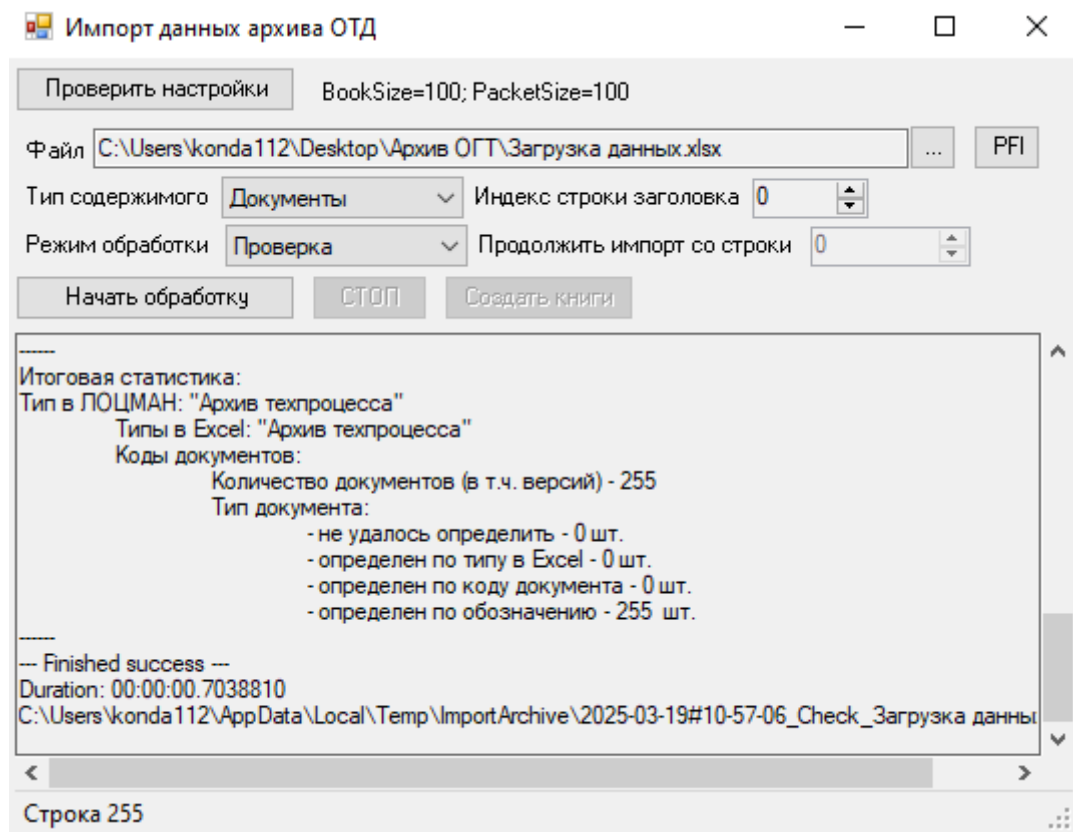 Импорт данных архива ОТД
Проверить настройки BookSize=100; PacketSize=100
Файл C:\Users\konda112\Desktop\Архив ОГТ\Загрузка данных.xlsx ... PFI
Тип содержимого Документы Индекс строки заголовка 0
Режим обработки Проверка Продолжить импорт со строки 0
Начать обработку СТОП Создать книги
------
Итоговая статистика:
Тип в ЛОЦМАН: "Архив техпроцесса"
Типы в Excel: "Архив техпроцесса"
Коды документов:
Количество документов (в т.ч. версий) - 255
Тип документа:
- не удалось определить - 0 шт.
- определен по типу в Excel - 0 шт.
- определен по коду документа - 0 шт.
- определен по обозначению - 255 шт.
------
--- Finished success ---
Duration: 00:00:00.7038810
C:\Users\konda112\AppData\Local\Temp\ImportArchive\2025-03-19#10-57-06_Check_Загрузка данны
Строка 255